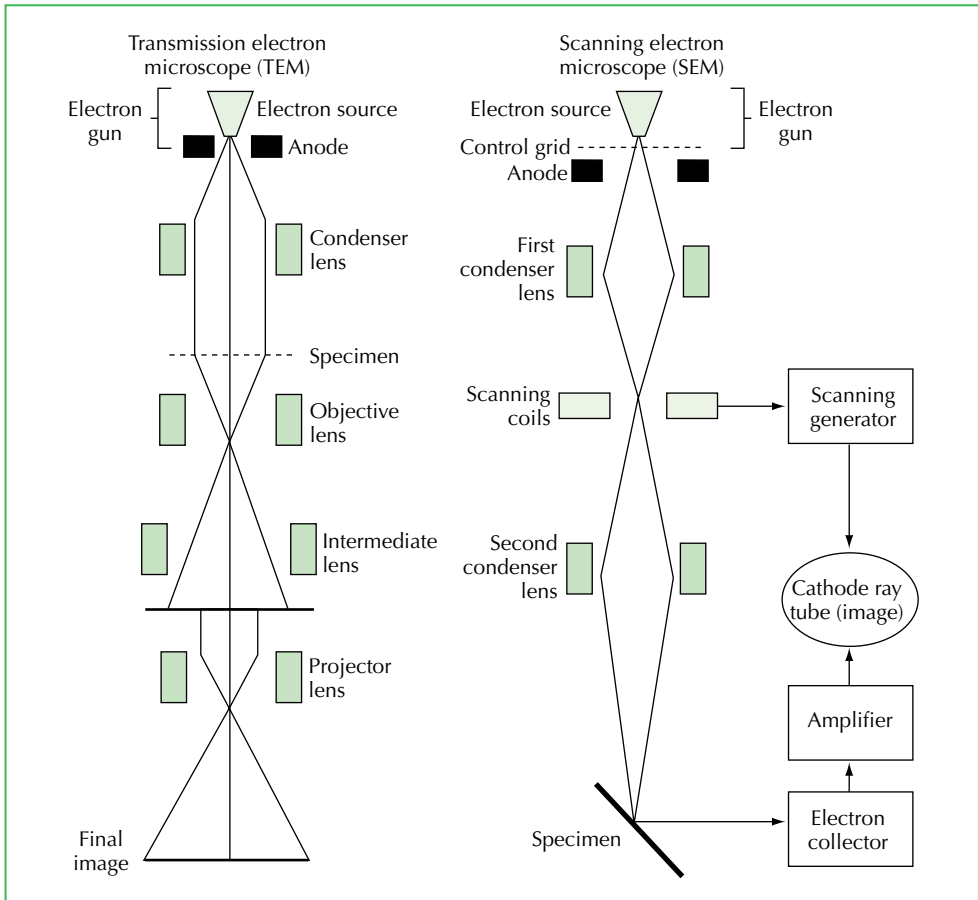 Transmission electron
microscope (TEM)
Electron
gun
Electron source
Anode
Condenser
lens
Specimen
Objective
lens
Intermediate
lens
Projector
lens
Final
image
Scanning electron
microscope (SEM)
Electron source
Electron
gun
Control grid
Anode
First
condenser
lens
Scanning
coils
Scanning
generator
Second
condenser
lens
Cathode ray
tube (image)
Amplifier
Electron
collector
Specimen